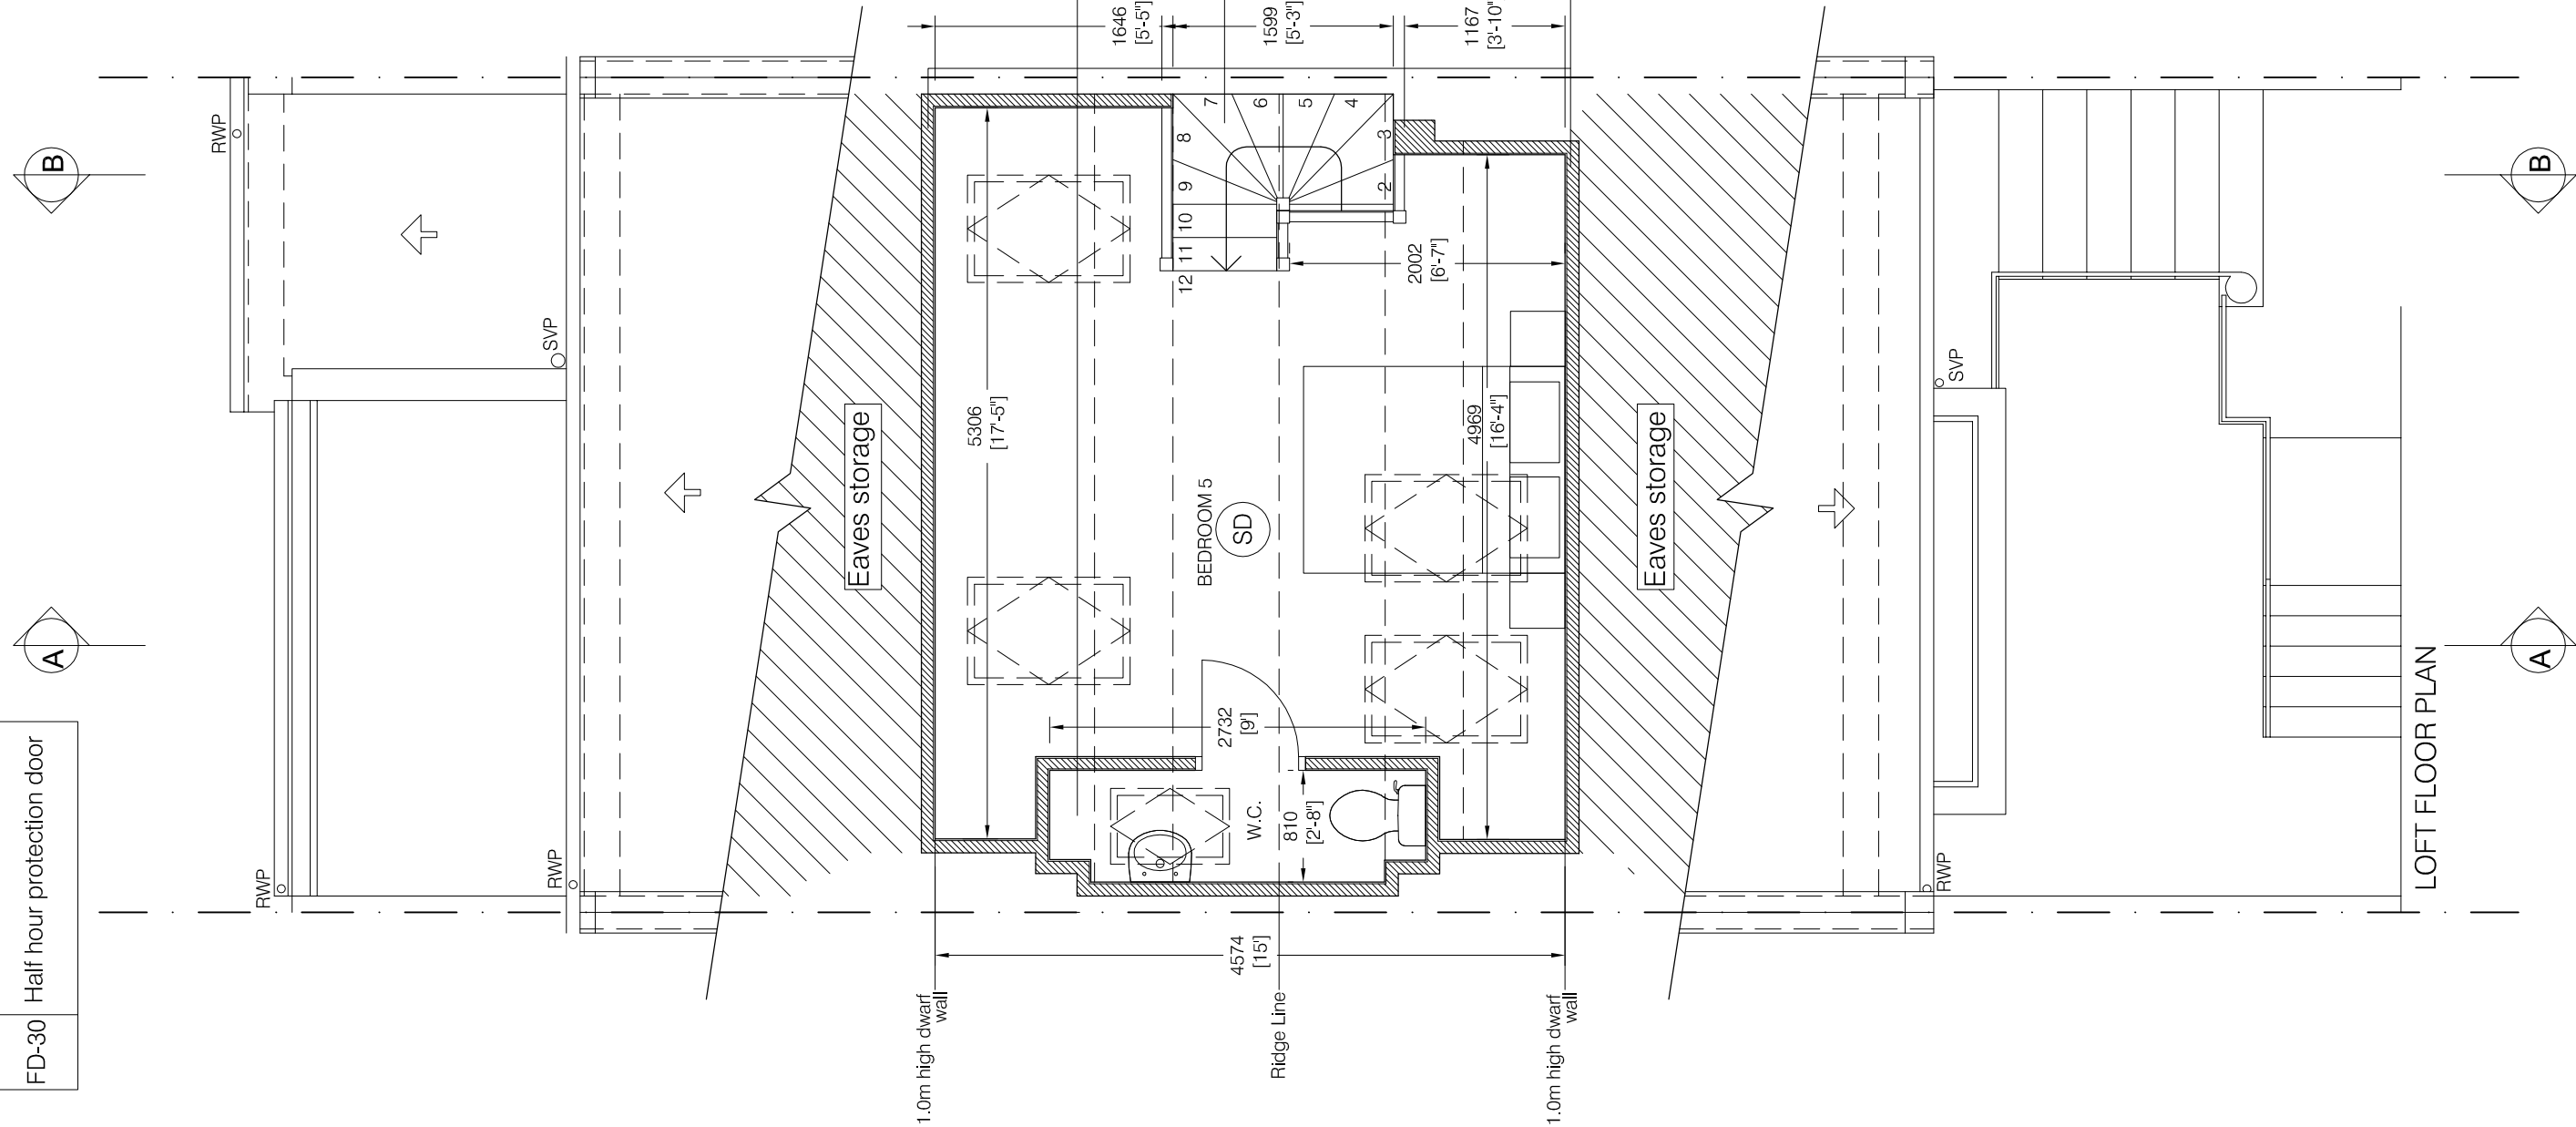 FD-30 Half hour protection door
A
B
RWP
RWP
RWP
SVP
Eaves storage
1.0m high dwarf
wall
5306
[17'-5"]
1646
[5'-5"]
1599
[5'-3"]
1167
[3'-10"
7
6
5
4
8
3
9
2
10
11
12
2002
[6'-7"]
BEDROOM 5
SD
2732
[9']
W.C.
810
[2'-8"]
4574
[15']
Ridge Line
4969
[16'-4"]
1.0m high dwarf
wall
Eaves storage
SVP
RWP
LOFT FLOOR PLAN
A
B